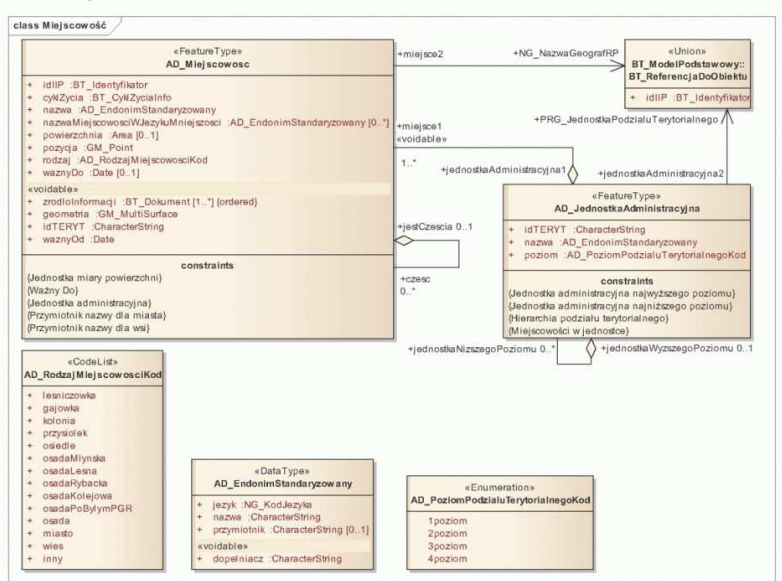 class Miejscowość
«FeatureType»
AD_Miejscowosc
+ idIIP :BT_Identyfikator
+ cyklZycia :BT_CyklZyciaInfo
+ nazwa :AD_EndonimStandaryzowany
+ nazwaMiejscowosciWJezykuMniejszosci :AD_EndonimStandaryzowany [0..*]
+ powierzchnia :Area [0..1]
+ pozycja :GM_Point
+ rodzaj :AD_RodzajMiejscowosciKod
+ waznyDo :Date [0..1]
«voidable»
+ zrodloInformacji :BT_Dokument [1..*] {ordered}
+ geometria :GM_MultiSurface
+ idTERYT :CharacterString
+ waznyOd :Date
constraints
{Jednostka miary powierzchni}
{Ważny Do}
{Jednostka administracyjna}
{Przymiotnik nazwy dla miasta}
{Przymiotnik nazwy dla wsi}
+miejsce2
+NG_NazwaGeografRP
«Union»
BT_ModelPodstawowy::
BT_ReferencjaDoObiektu
+ idIIP :BT_Identyfikator
+PRG_JednostkaPodzialuTerytorialnego
+miejsce1
«voidable»
1..*
+jednostkaAdministracyjna1
+jednostkaAdministracyjna2
«FeatureType»
AD_JednostkaAdministracyjna
+ idTERYT :CharacterString
+ nazwa :AD_EndonimStandaryzowany
+ poziom :AD_PoziomPodzialuTerytorialnegoKod
constraints
{Jednostka administracyjna najwyższego poziomu}
{Jednostka administracyjna najniższego poziomu}
{Hierarchia podziału terytorialnego}
{Miejscowości w jednostce}
+jestCzescia 0..1
+czesc
0..*
+jednostkaNizszegoPoziomu 0..*
+jednostkaWyzszegoPoziomu 0..1
«CodeList»
AD_RodzajMiejscowosciKod
+ lesniczowka
+ gajowka
+ kolonia
+ przysiolek
+ osiedle
+ osadaMlynska
+ osadaLesna
+ osadaRybacka
+ osadaKolejowa
+ osadaPoBylymPGR
+ osada
+ miasto
+ wies
+ inny
«DataType»
AD_EndonimStandaryzowany
+ jezyk :NG_KodJezyka
+ nazwa :CharacterString
+ przymiotnik :CharacterString [0..1]
«voidable»
+ dopelniacz :CharacterString
«Enumeration»
AD_PoziomPodzialuTerytorialnegoKod
1poziom
2poziom
3poziom
4poziom